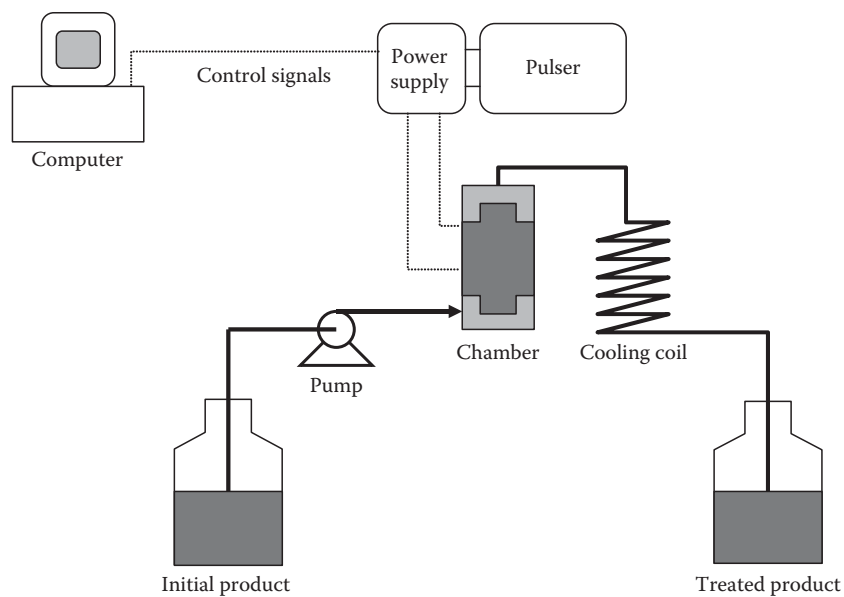 Power
supply
Pulser
Control signals
Computer
Chamber
Cooling coil
Pump
Initial product
Treated product